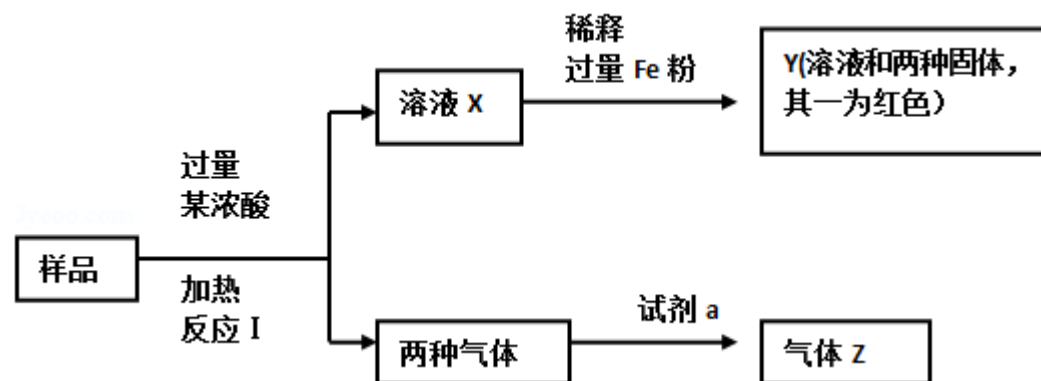 稀释
过量 Fe 粉
Y(溶液和两种固体，
其一为红色）
溶液 X
过量
某浓酸
样品
加热
反应 I
试剂 a
两种气体
气体 Z